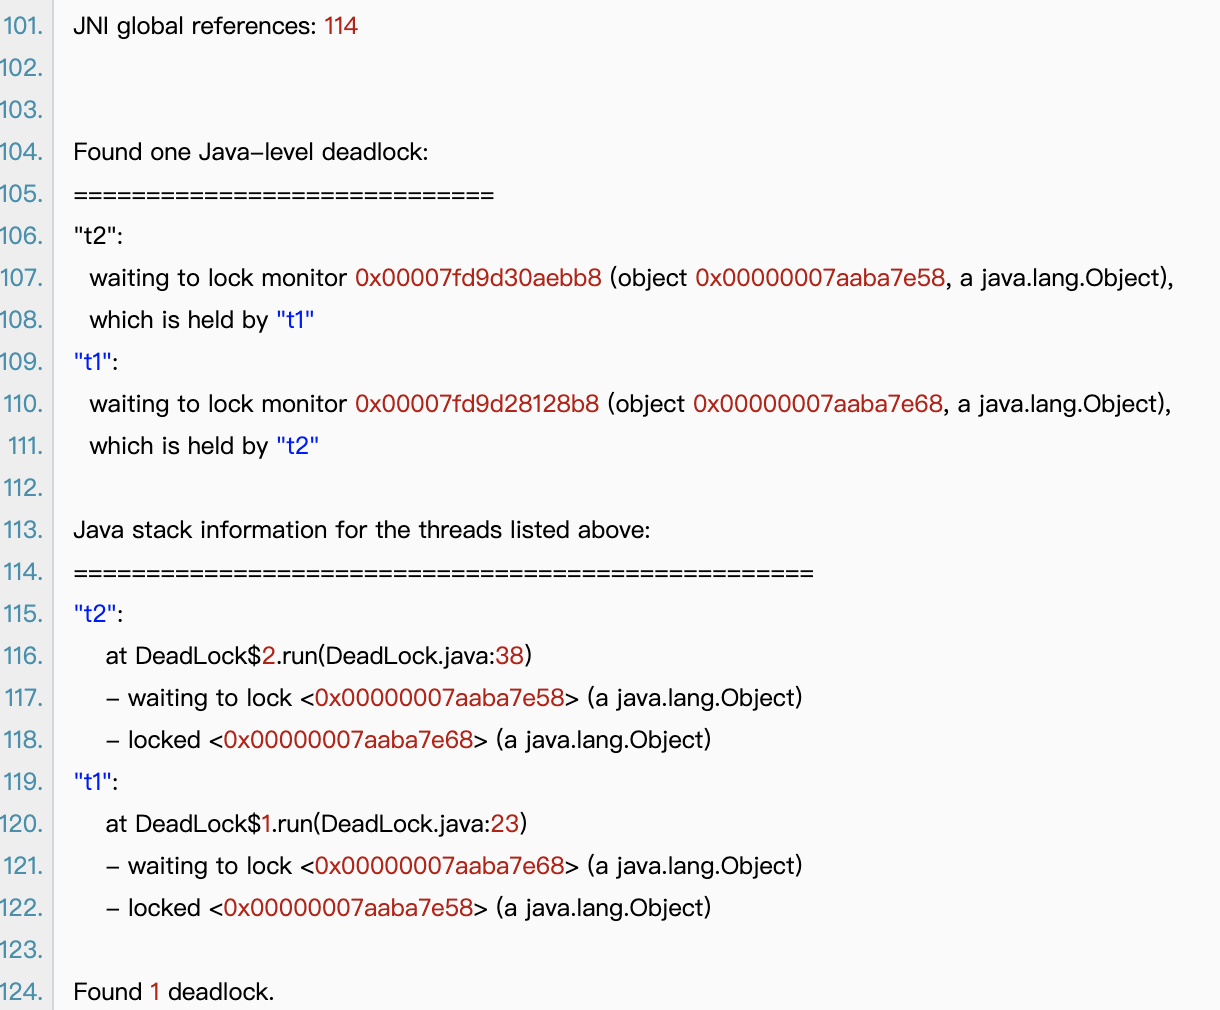 101. JNI global references: 114
102.
103.
104. Found one Java-level deadlock:
105. =============================
106. "t2":
107. waiting to lock monitor 0x00007fd9d30aebb8 (object 0x00000007aaba7e58, a java.lang.Object),
108. which is held by "t1"
109. "t1":
110. waiting to lock monitor 0x00007fd9d28128b8 (object 0x00000007aaba7e68, a java.lang.Object),
111. which is held by "t2"
112.
113. Java stack information for the threads listed above:
114. ===================================================
115. "t2":
116. at DeadLock$2.run(DeadLock.java:38)
117. - waiting to lock <0x00000007aaba7e58> (a java.lang.Object)
118. - locked <0x00000007aaba7e68> (a java.lang.Object)
119. "t1":
120. at DeadLock$1.run(DeadLock.java:23)
121. - waiting to lock <0x00000007aaba7e68> (a java.lang.Object)
122. - locked <0x00000007aaba7e58> (a java.lang.Object)
123.
124. Found 1 deadlock.